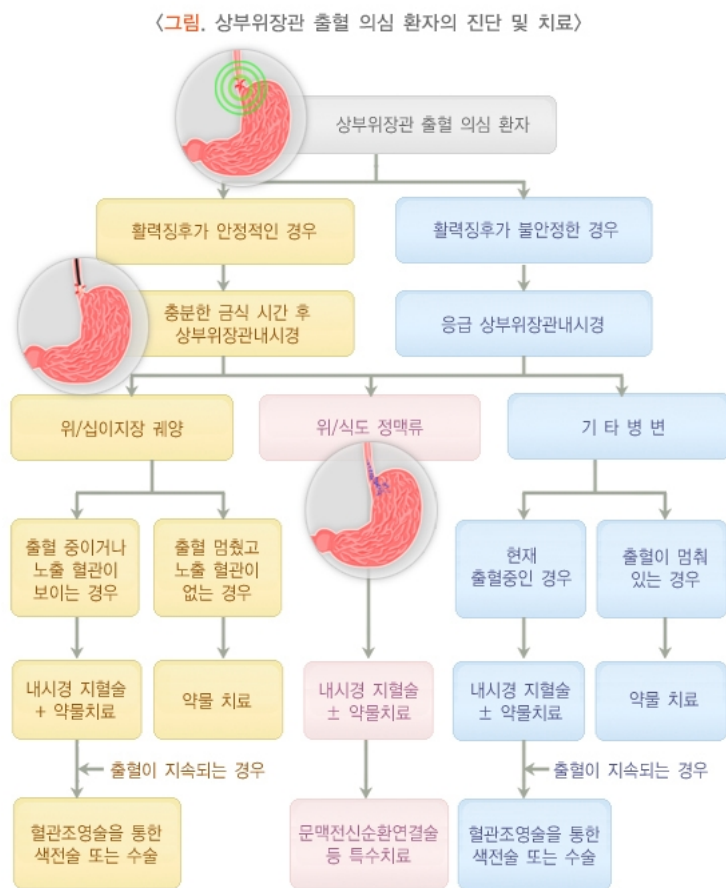 <그림. 상부위장관 출혈 의심 환자의 진단 및 치료>
상부위장관 출혈 의심 환자
활력징후가 안정적인 경우
활력징후가 불안정한 경우
충분한 금식 시간 후
상부위장관내시경
응급 상부위장관내시경
위/십이지장 궤양
위/식도 정맥류
기타병변
출혈 중이거나
노출 혈관이
보이는 경우
출혈 멈췄고
노출 혈관이
없는 경우
현재
출혈중인 경우
출혈이 멈춰
있는 경우
내시경 지혈술
+ 약물치료
약물 치료
내시경 지혈술
± 약물치료
내시경 지혈술
± 약물치료
약물 치료
출혈이 지속되는 경우
출혈이 지속되는 경우
혈관조영술을 통한
색전술 또는 수술
문맥전신순환연결술
등 특수치료
혈관조영술을 통한
색전술 또는 수술